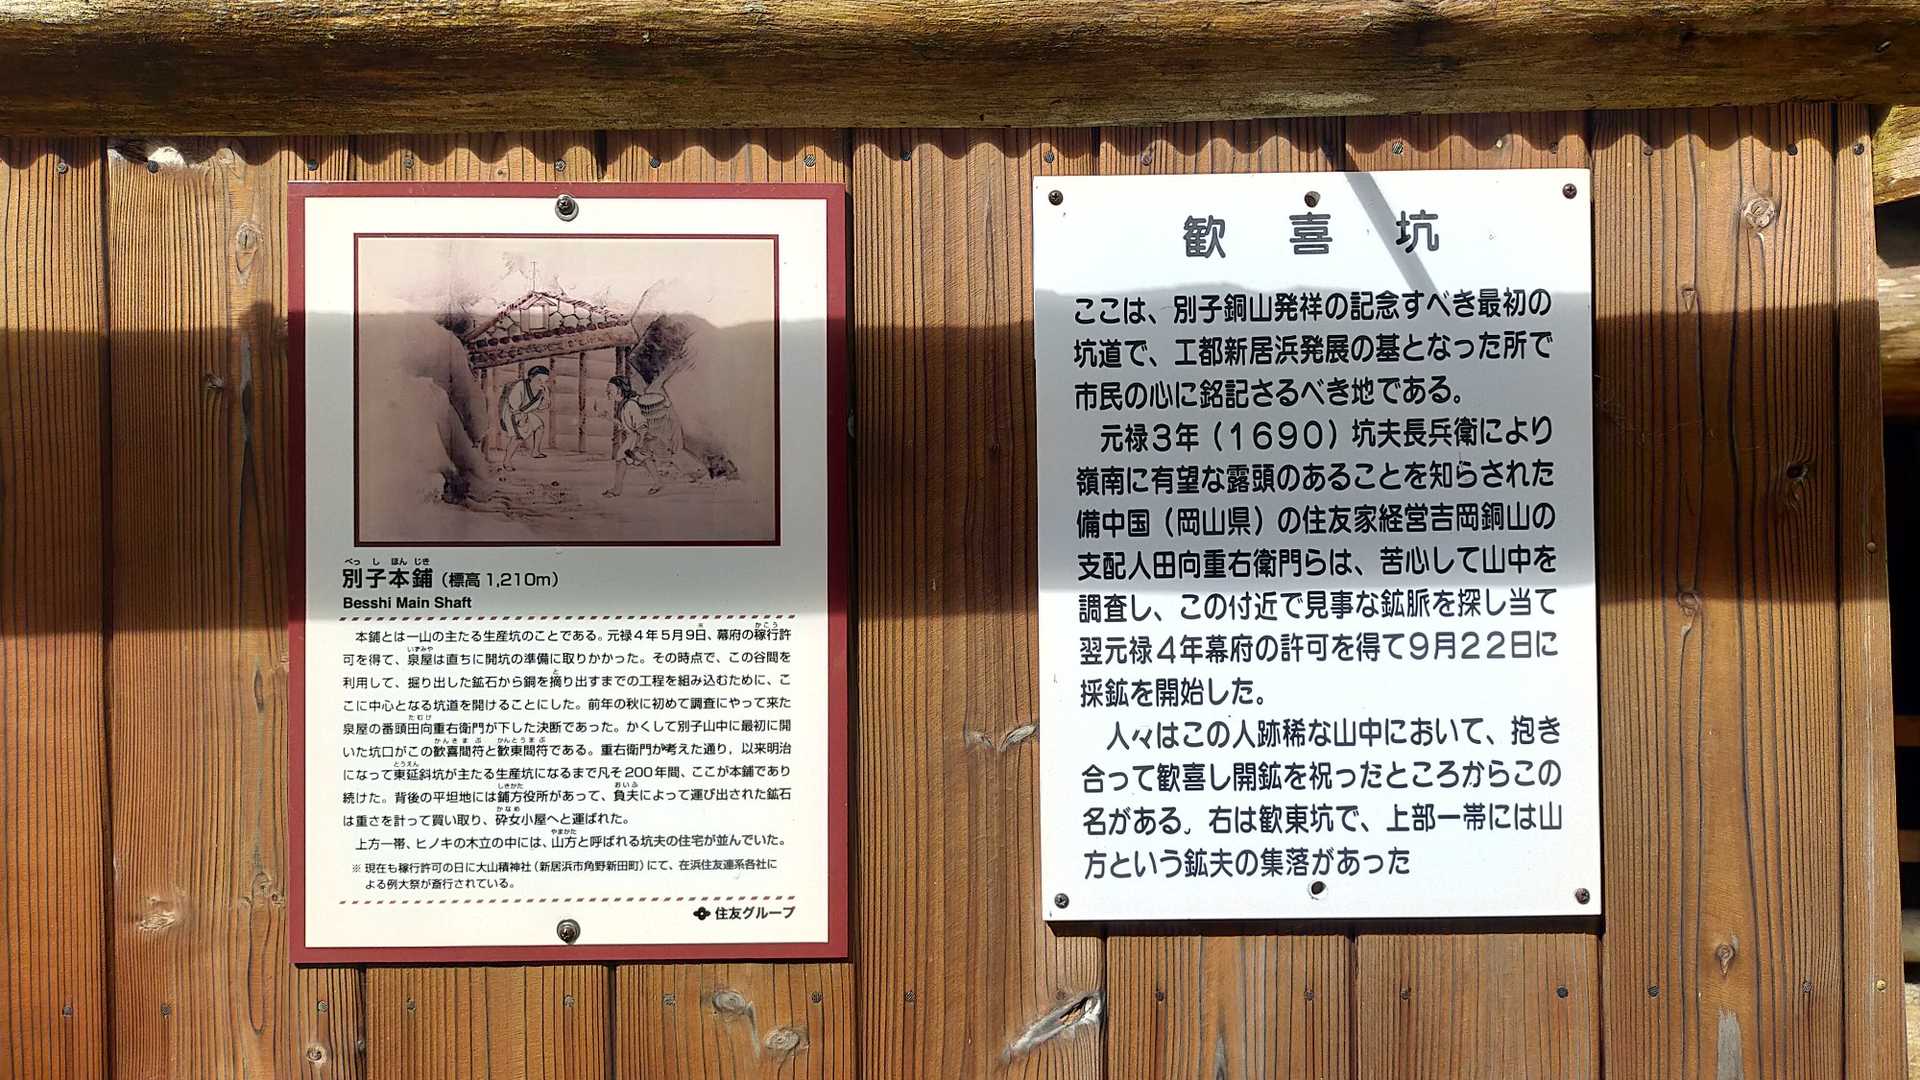 べっしほんじき
別子本鋪（標高1,210m）
Besshi Main Shaft
本鋪とは一山の主たる生産坑のことである。元禄４年５月９日※、幕府の稼行許
可を得て、泉屋は直ちに開坑の準備に取りかかった。その時点で、この谷間を
利用して、掘り出した鉱石から銅を摘り出すまでの工程を組み込むために、こ
こに中心となる坑道を開けることにした。前年の秋に初めて調査にやって来た
泉屋の番頭田向重右衛門が下した決断であった。かくして別子山中に最初に開
いた坑口がこの歓喜間符と歓東間符である。重右衛門が考えた通り，以来明治
になって東延斜坑が主たる生産坑になるまで凡そ200年間、ここが本鋪であり
続けた。背後の平坦地には鋪方役所があって、負夫によって運び出された鉱石
は重さを計って買い取り、砕女小屋へと運ばれた。
上方一帯、ヒノキの木立の中には、山方と呼ばれる坑夫の住宅が並んでいた。
※ 現在も稼行許可の日に大山積神社（新居浜市角野新田町）にて、在浜住友連系各社に
よる例大祭が斎行されている。
住友グループ
歓喜坑
ここは、別子銅山発祥の記念すべき最初の
坑道で、工都新居浜発展の基となった所で
市民の心に銘記さるべき地である。
元禄３年（１６９０）坑夫長兵衛により
嶺南に有望な露頭のあることを知らされた
備中国（岡山県）の住友家経営吉岡銅山の
支配人田向重右衛門らは、苦心して山中を
調査し、この付近で見事な鉱脈を探し当て
翌元禄４年幕府の許可を得て９月２２日に
採鉱を開始した。
人々はこの人跡稀な山中において、抱き
合って歓喜し開鉱を祝ったところからこの
名がある。右は歓東坑で、上部一帯には山
方という鉱夫の集落があった